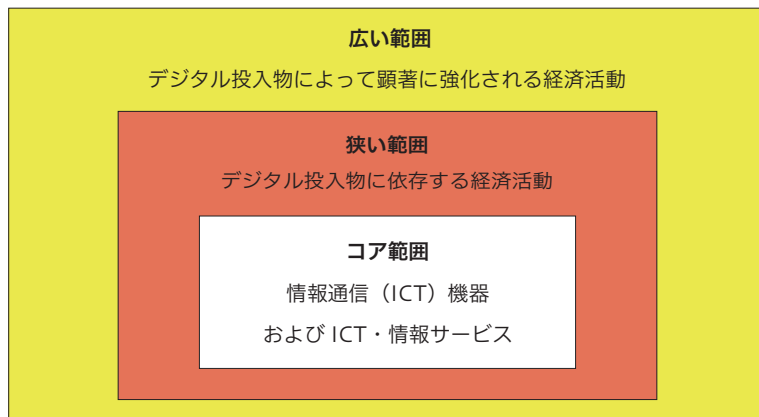 広い範囲
デジタル投入物によって顕著に強化される経済活動
狭い範囲
デジタル投入物に依存する経済活動
コア範囲
情報通信（ICT）機器
および ICT・情報サービス